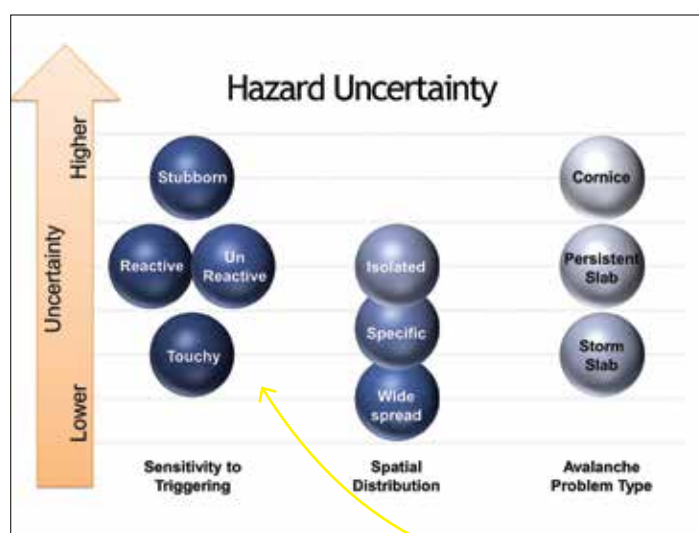 Hazard Uncertainty
Higher
Uncertainty
Lower
Stubborn
Reactive
Un
Reactive
Touchy
Isolated
Specific
Wide
spread
Cornice
Persistent
Slab
Storm
Slab
Sensitivity to
Triggering
Spatial
Distribution
Avalanche
Problem Type